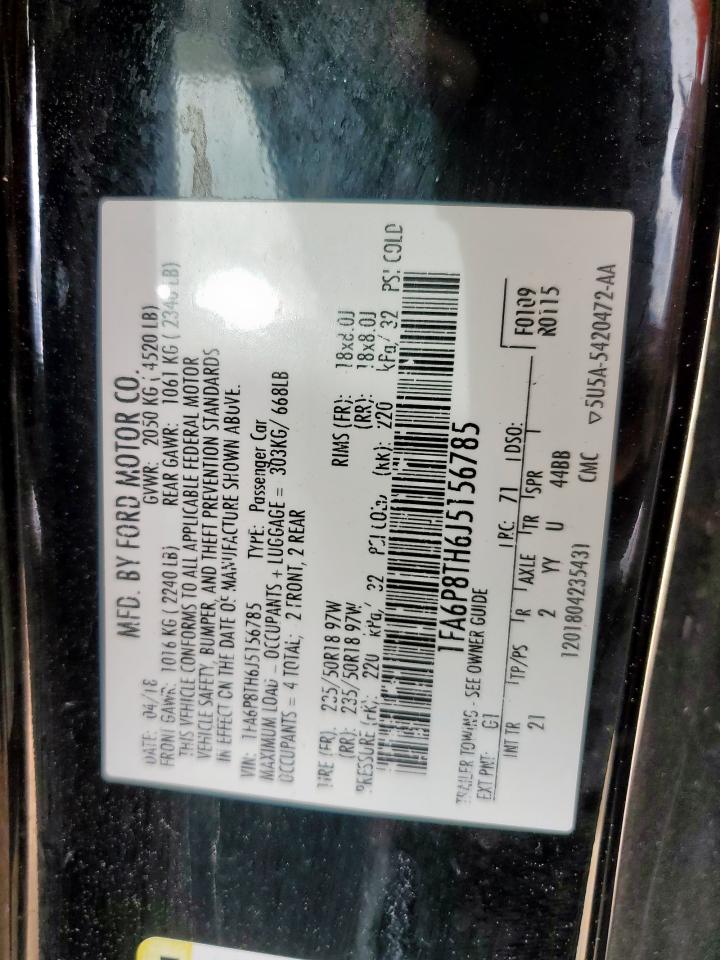 MFD. BY FORD MOTOR CO.
DATE: 04/18 GVWR: 2050 KG ( 4520 LB)
FRONT GAWR: 1016 KG ( 2240 LB) REAR GAWR: 1061 KG ( 2340 LB)
THIS VEHICLE CONFORMS TO ALL APPLICABLE FEDERAL MOTOR
VEHICLE SAFETY, BUMPER, AND THEFT PREVENTION STANDARDS
IN EFFECT ON THE DATE OF MANUFACTURE SHOWN ABOVE.
VIN: 1FA6P8TH6J5156785 TYPE: Passenger Car
MAXIMUM LOAD - OCCUPANTS + LUGGAGE = 303KG/ 668LB
OCCUPANTS = 4 TOTAL; 2 FRONT, 2 REAR
TIRE (FR): 235/50R18 97W RIMS (FR): 18x8.0J
(RR): 235/50R18 97W (RR): 18x8.0J
PRESSURE (FR): 220 kPa/ 32 PSI COLD (RR): 220 kPa/ 32 PSI COLD
1FA6P8TH6J5156785
TRAILER TOWING - SEE OWNER GUIDE
EXT PNT: G1 RC: 71 DSO: F0109
R0115
INT TR TP/PS R AXLE TR SPR
21 2 YY U 44BB
1201804235431 CMC ▽5U5A-5420472-AA